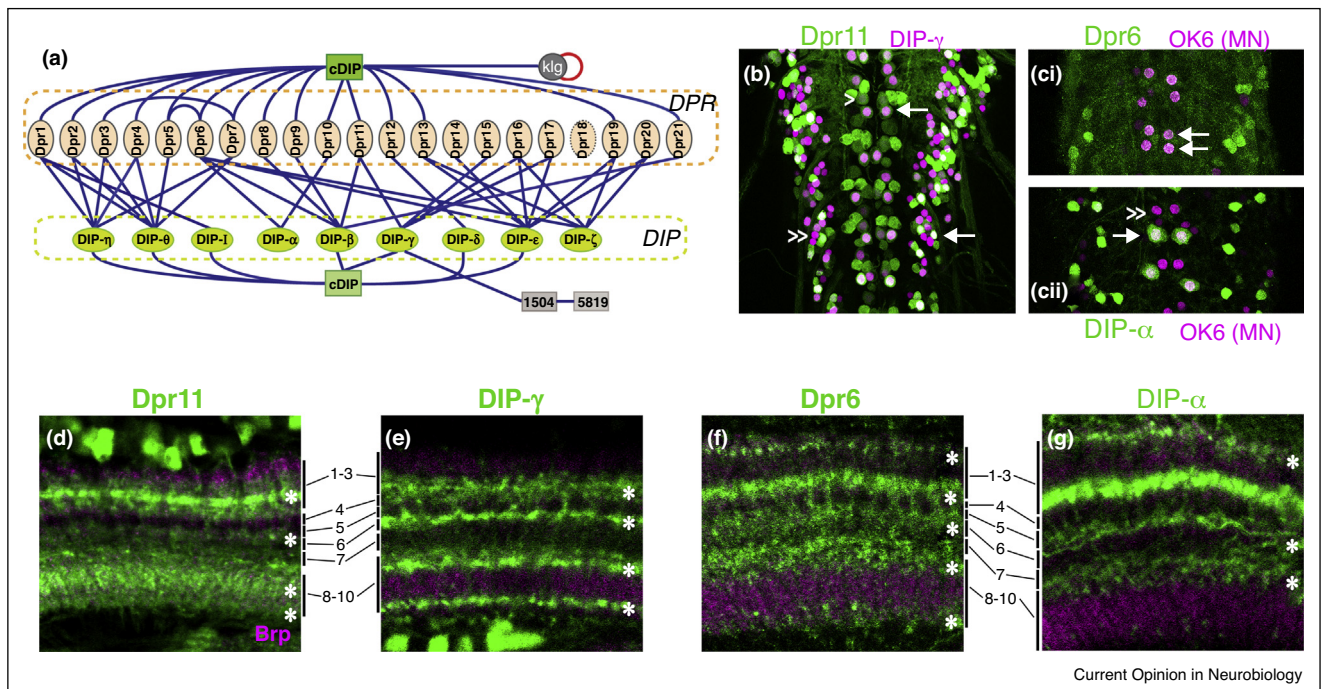 (a)
cDIP
klg
DPR
Dpr1 Dpr2 Dpr3 Dpr4 Dpr5 Dpr6 Dpr7 Dpr8 Dpr9 Dpr10 Dpr11 Dpr12 Dpr13 Dpr14 Dpr15 Dpr16 Dpr17 Dpr18 Dpr19 Dpr20 Dpr21
DIP-η DIP-θ DIP-I DIP-α DIP-β DIP-γ DIP-δ DIP-ε DIP-ζ DIP
cDIP
1504 5819
Dpr11 DIP-γ
(b)
>
>>
Dpr6 OK6 (MN)
(ci)
>>
(cii)
DIP-α OK6 (MN)
Dpr11
(d)
*
*
*
*
Brp
1-3
4
5
6
7
8-10
DIP-γ
(e)
*
*
*
*
Dpr6
(f)
*
*
*
*
*
1-3
4
5
6
7
8-10
DIP-α
(g)
*
*
*
Current Opinion in Neurobiology